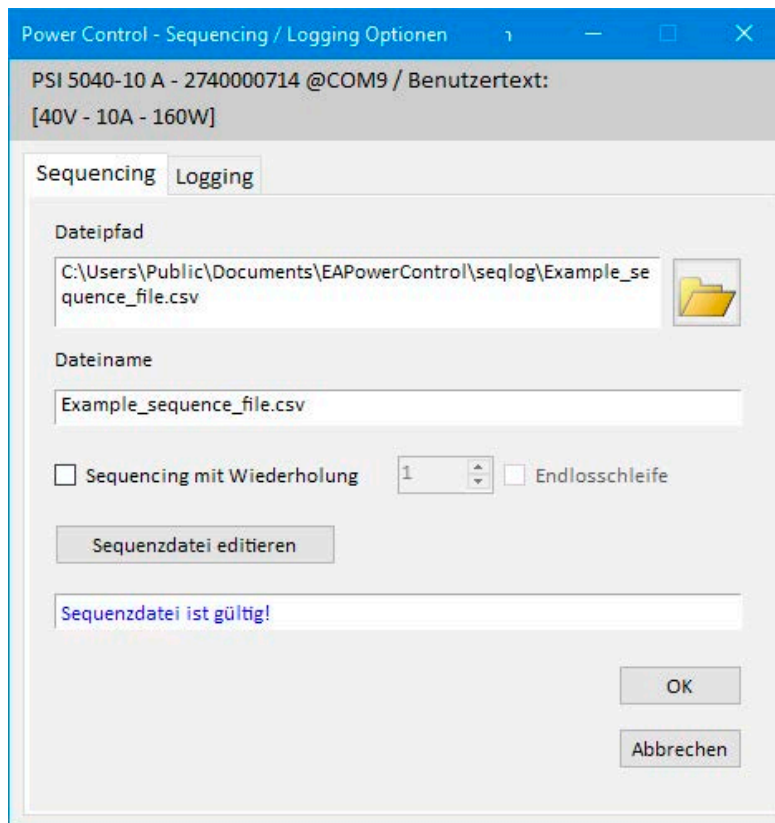 Power Control - Sequencing / Logging Optionen
PSI 5040-10 A - 2740000714 @COM9 / Benutzertext:
[40V - 10A - 160W]
Sequencing
Logging
Dateipfad
C:\Users\Public\Documents\EAPowerControl\seqlog\Example_se
quence_file.csv
Dateiname
Example_sequence_file.csv
Sequencing mit Wiederholung
1
Endlosschleife
Sequenzdatei editieren
Sequenzdatei ist gültig!
OK
Abbrechen